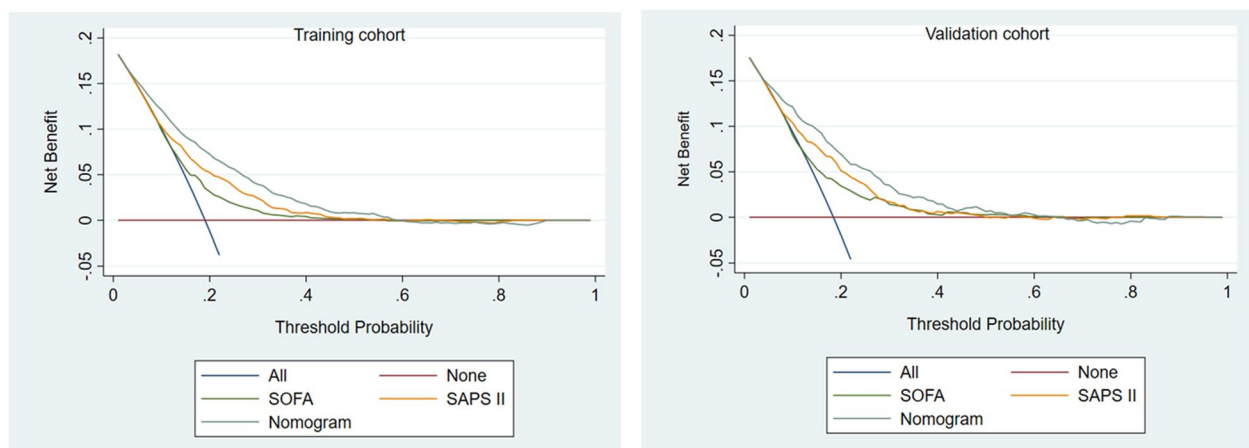 Training cohort
Net Benefit
.2
.15
.1
.05
0
-.05
0 .2 .4 .6 .8 1
Threshold Probability
All None
SOFA SAPS II
Nomogram
Validation cohort
Net Benefit
.2
.15
.1
.05
0
-.05
0 .2 .4 .6 .8 1
Threshold Probability
All None
SOFA SAPS II
Nomogram